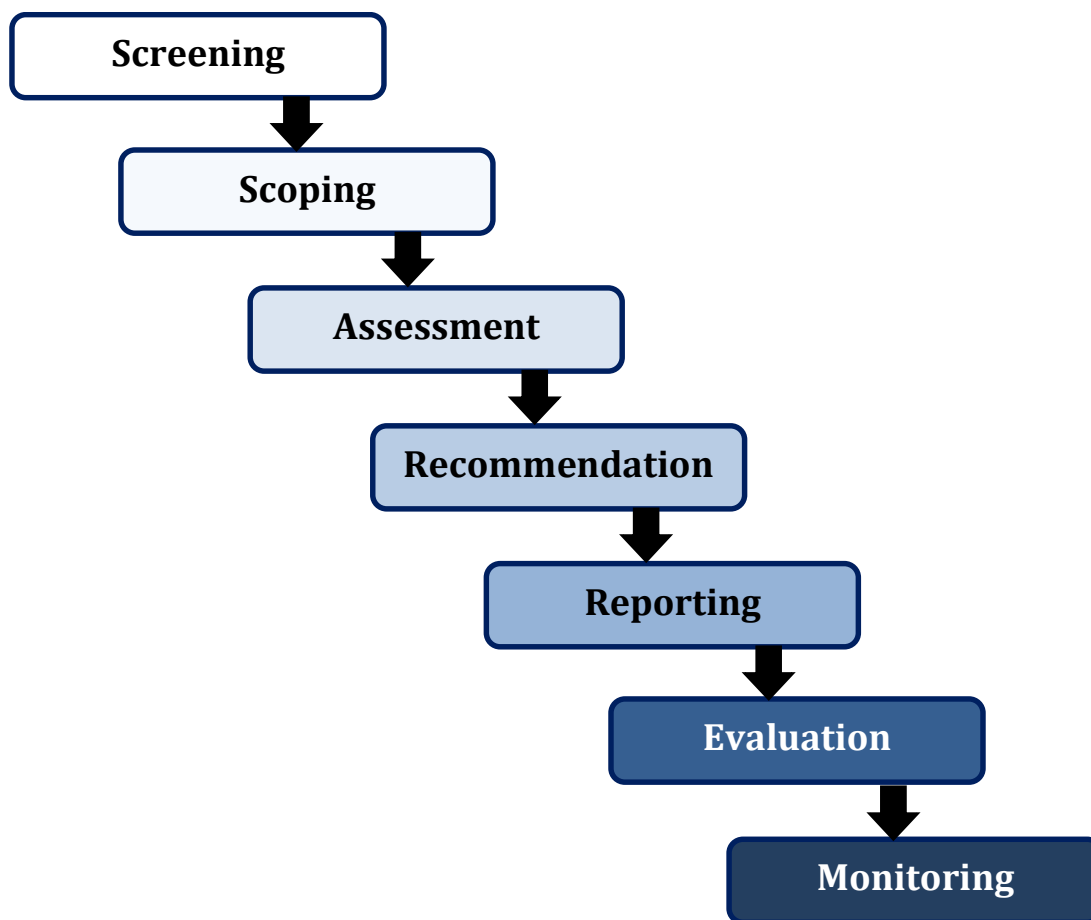 Screening
Scoping
Assessment
Recommendation
Reporting
Evaluation
Monitoring